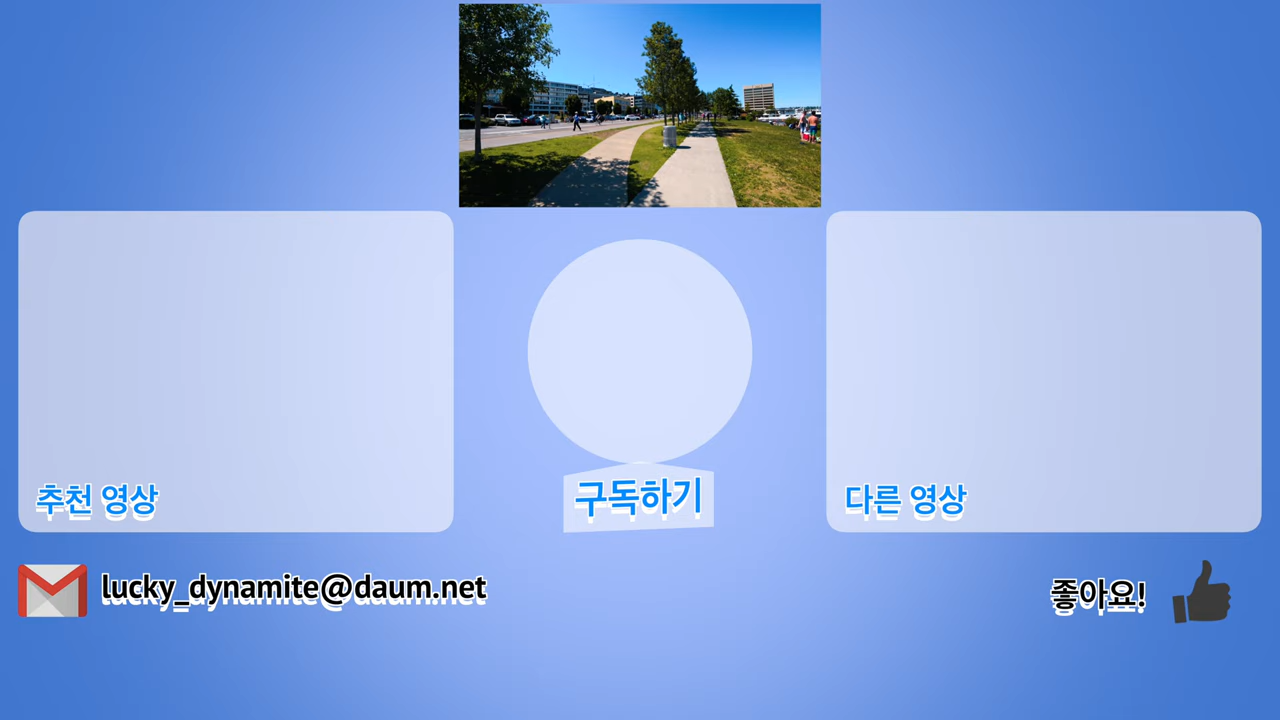 추천 영상
구독하기
다른 영상
lucky_dynamite@daum.net
좋아요!